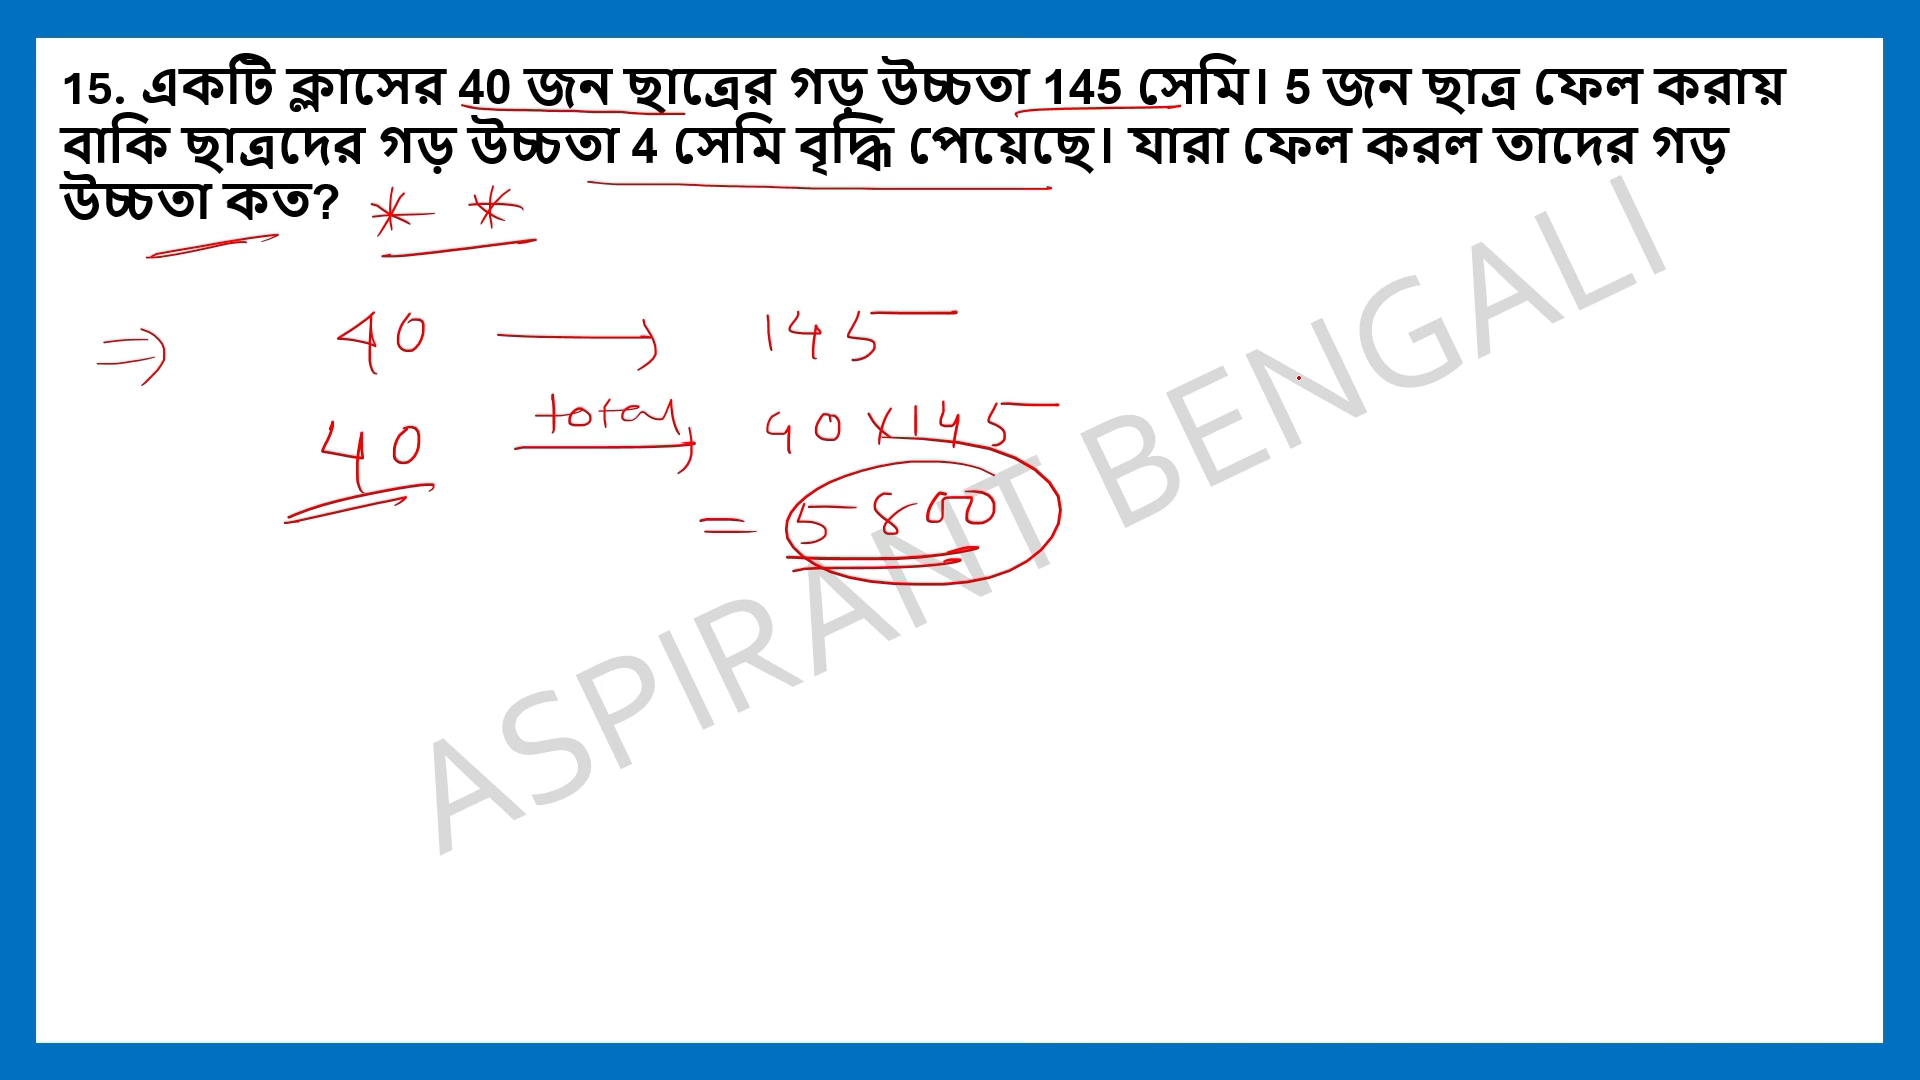 15. একটি ক্লাসের 40 জন ছাত্রের গড় উচ্চতা 145 সেমি। 5 জন ছাত্র ফেল করায়
বাকি ছাত্রদের গড় উচ্চতা 4 সেমি বৃদ্ধি পেয়েছে। যারা ফেল করল তাদের গড়
উচ্চতা কত? * *
⇒ 40 → 145
40 total → 40 x 145
= 5800
ASPIRANT BENGALI